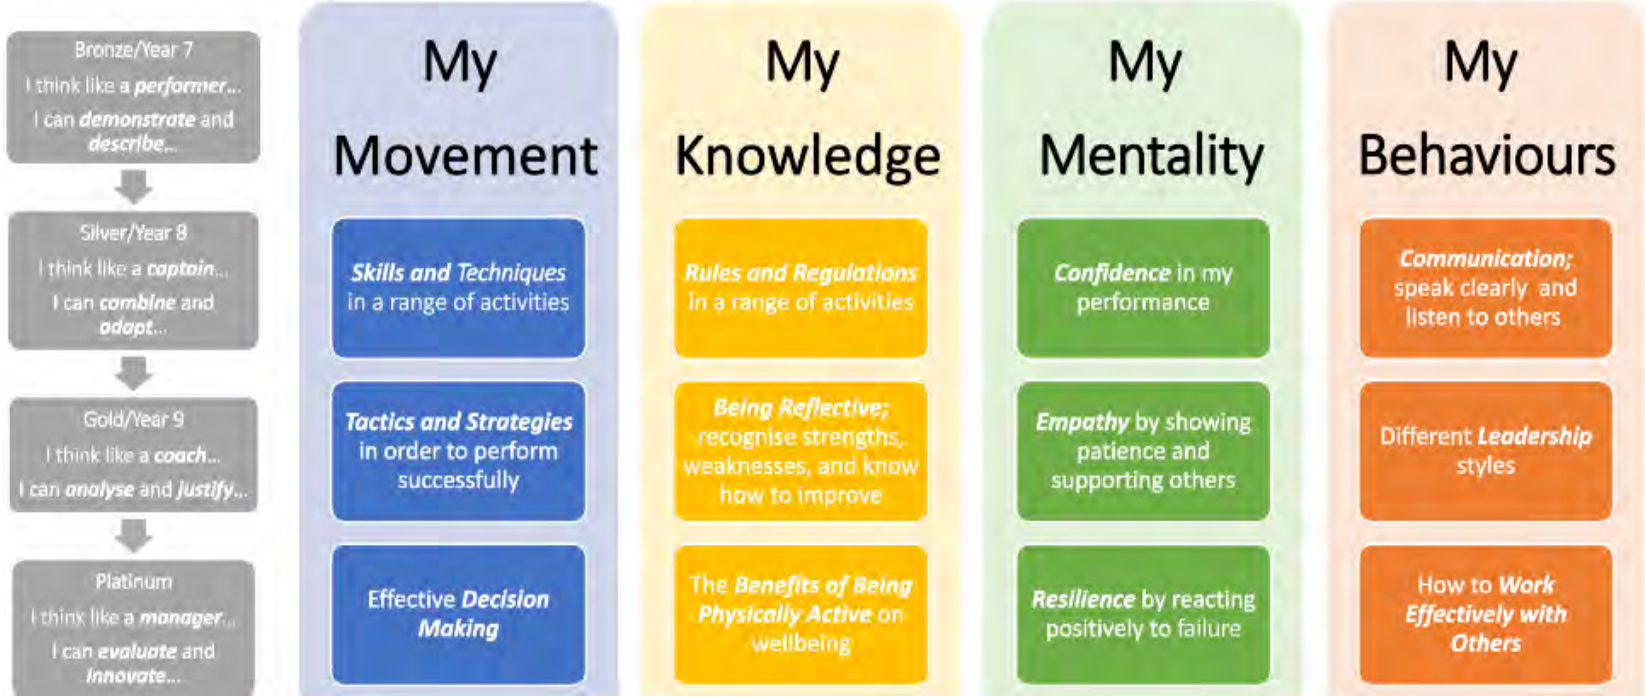 Bronze/Year 7
I think like a performer...
I can demonstrate and
describe...
Silver/Year 8
I think like a captain...
I can combine and
adapt...
Gold/Year 9
I think like a coach...
I can analyse and justify...
Platinum
I think like a manager...
I can evaluate and
innovate...
My
Movement
Skills and Techniques
in a range of activities
Tactics and Strategies
in order to perform
successfully
Effective Decision
Making
My
Knowledge
Rules and Regulations
in a range of activities
Being Reflective;
recognise strengths,
weaknesses, and know
how to improve
The Benefits of Being
Physically Active on
wellbeing
My
Mentality
Confidence in my
performance
Empathy by showing
patience and
supporting others
Resilience by reacting
positively to failure
My
Behaviours
Communication;
speak clearly and
listen to others
Different Leadership
styles
How to Work
Effectively with
Others